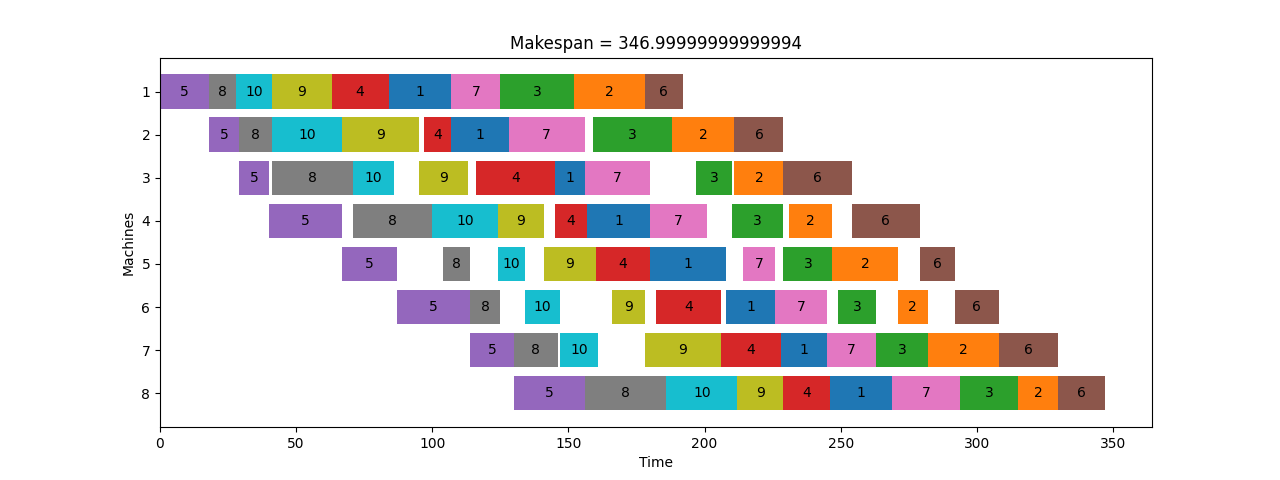 Makespan = 346.99999999999994
1 5 8 10 9 4 1 7 3 2 6
2 5 8 10 9 4 1 7 3 2 6
3 5 8 10 9 4 1 7 3 2 6
4 5 8 10 9 4 1 7 3 2 6
5 5 8 10 9 4 1 7 3 2 6
6 5 8 10 9 4 1 7 3 2 6
7 5 8 10 9 4 1 7 3 2 6
8 5 8 10 9 4 1 7 3 2 6
Machines
0 50 100 150 200 250 300 350
Time